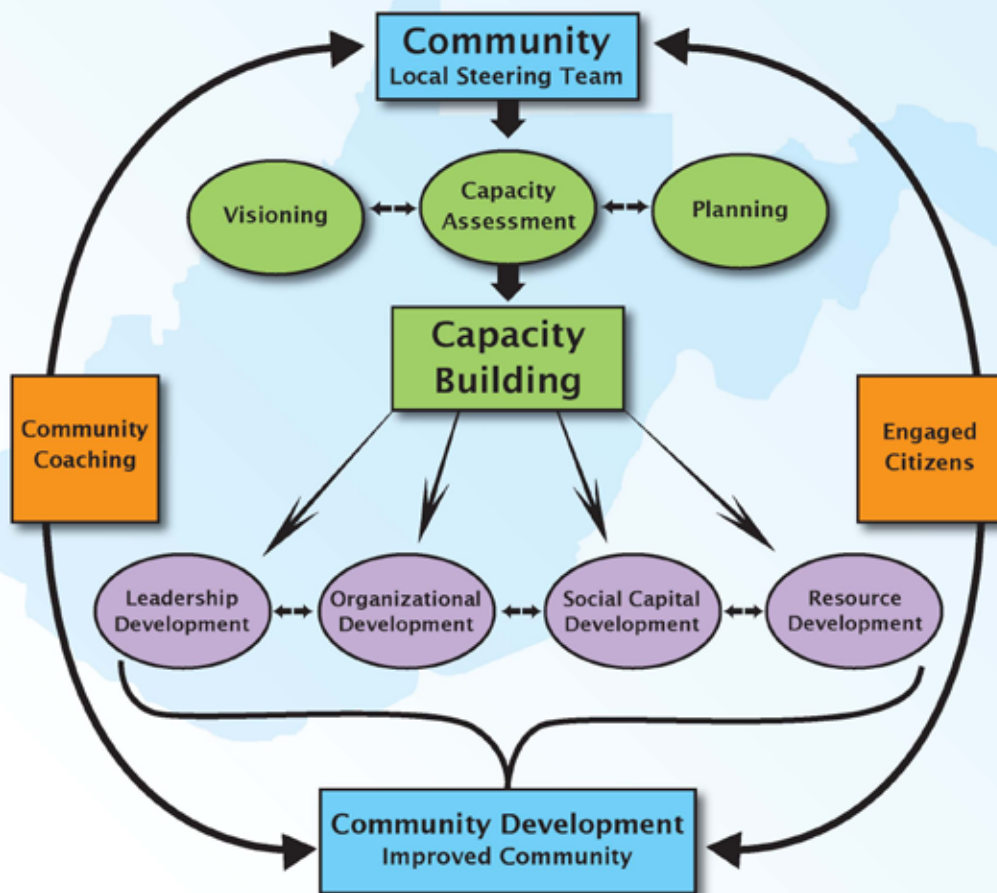 Community
Local Steering Team
Visioning
Capacity
Assessment
Planning
Capacity
Building
Community
Coaching
Engaged
Citizens
Leadership
Development
Organizational
Development
Social Capital
Development
Resource
Development
Community Development
Improved Community